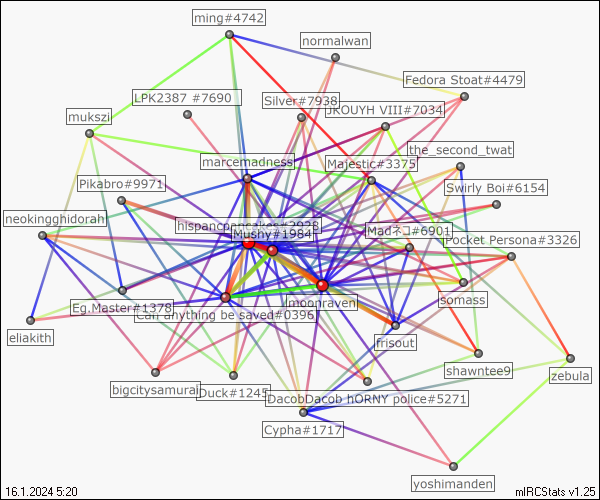 ming#4742
normalwan
Fedora Stoat#4479
LPK2387 #7690
Silver#7938
JKOUYH VIII#7034
mukszi
the_second_twat
marcemadness
Majestic#3375
Pikabro#9971
Swirly Boi#6154
neokingghidorah
hispanicpancakes#2028
Mushy#1984
Madネコ#6901
Pocket Persona#3326
Eg.Master#1378
moonraven
somass
can anything be saved#0396
eliakith
frisout
shawntee9
zebula
bigcitysamurai
Duck#1245
DacobDacob hORNY police#5271
Cypha#1717
yoshimanden
16.1.2024 5:20
mIRCStats v1.25